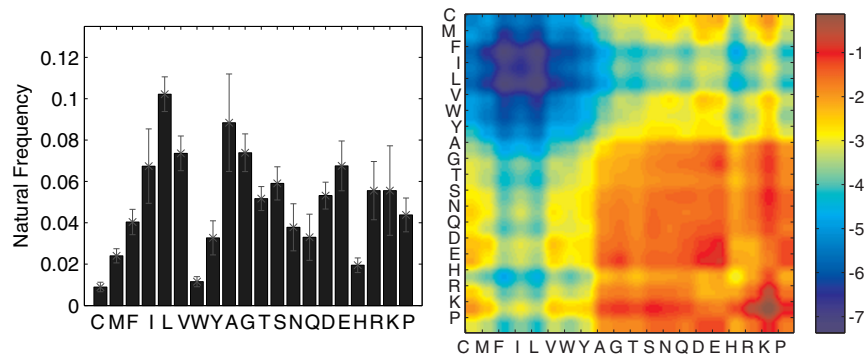 Natural Frequency
0.12
0.1
0.08
0.06
0.04
0.02
0
C M F I L V W Y A G T S N Q D E H R K P
C
M
F
I
L
V
W
Y
A
G
T
S
N
Q
D
E
H
R
K
P
C M F I L V W Y A G T S N Q D E H R K P
-1
-2
-3
-4
-5
-6
-7